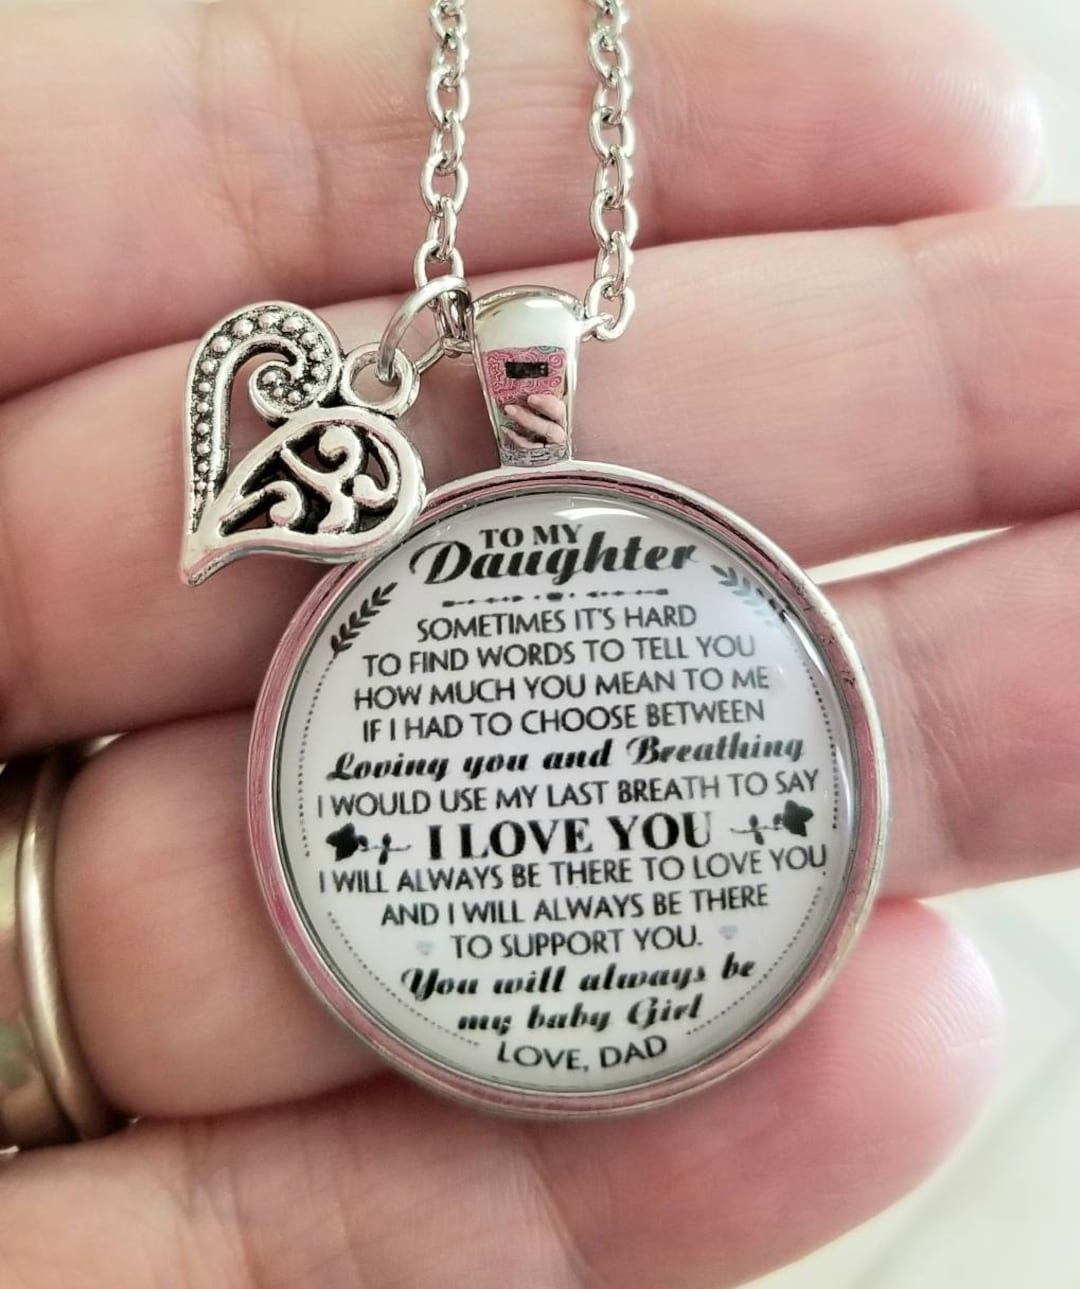 TO MY
Daughter
SOMETIMES IT'S HARD
TO FIND WORDS TO TELL YOU
HOW MUCH YOU MEAN TO ME
IF I HAD TO CHOOSE BETWEEN
Loving you and Breathing
I WOULD USE MY LAST BREATH TO SAY
I LOVE YOU
I WILL ALWAYS BE THERE TO LOVE YOU
AND I WILL ALWAYS BE THERE
TO SUPPORT YOU.
You will always be
my baby Girl
LOVE, DAD